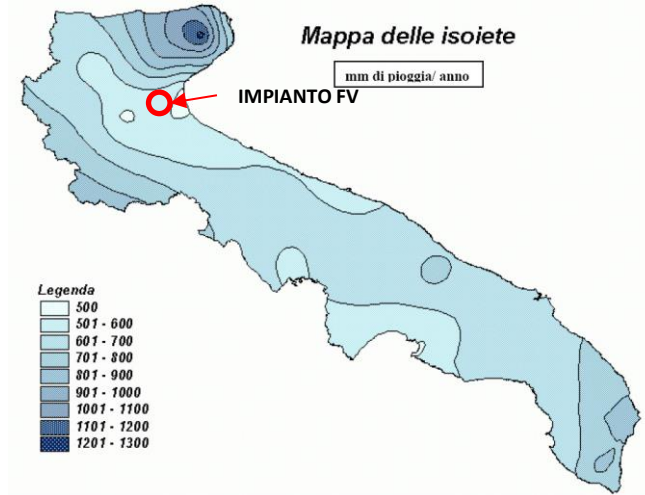 Mappa delle isoiete
mm di pioggia/ anno
IMPIANTO FV
Legenda
500
501 - 600
601 - 700
701 - 800
801 - 900
901 - 1000
1001 - 1100
1101 - 1200
1201 - 1300